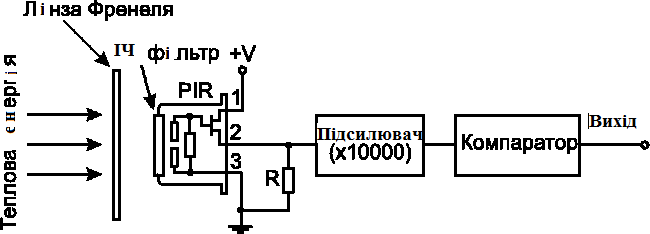 Лінза Френеля
ІЧ фільтр +V
Теплова енергія
PIR
1
2
3
R
Підсилювач
(x10000)
Компаратор
Вихід